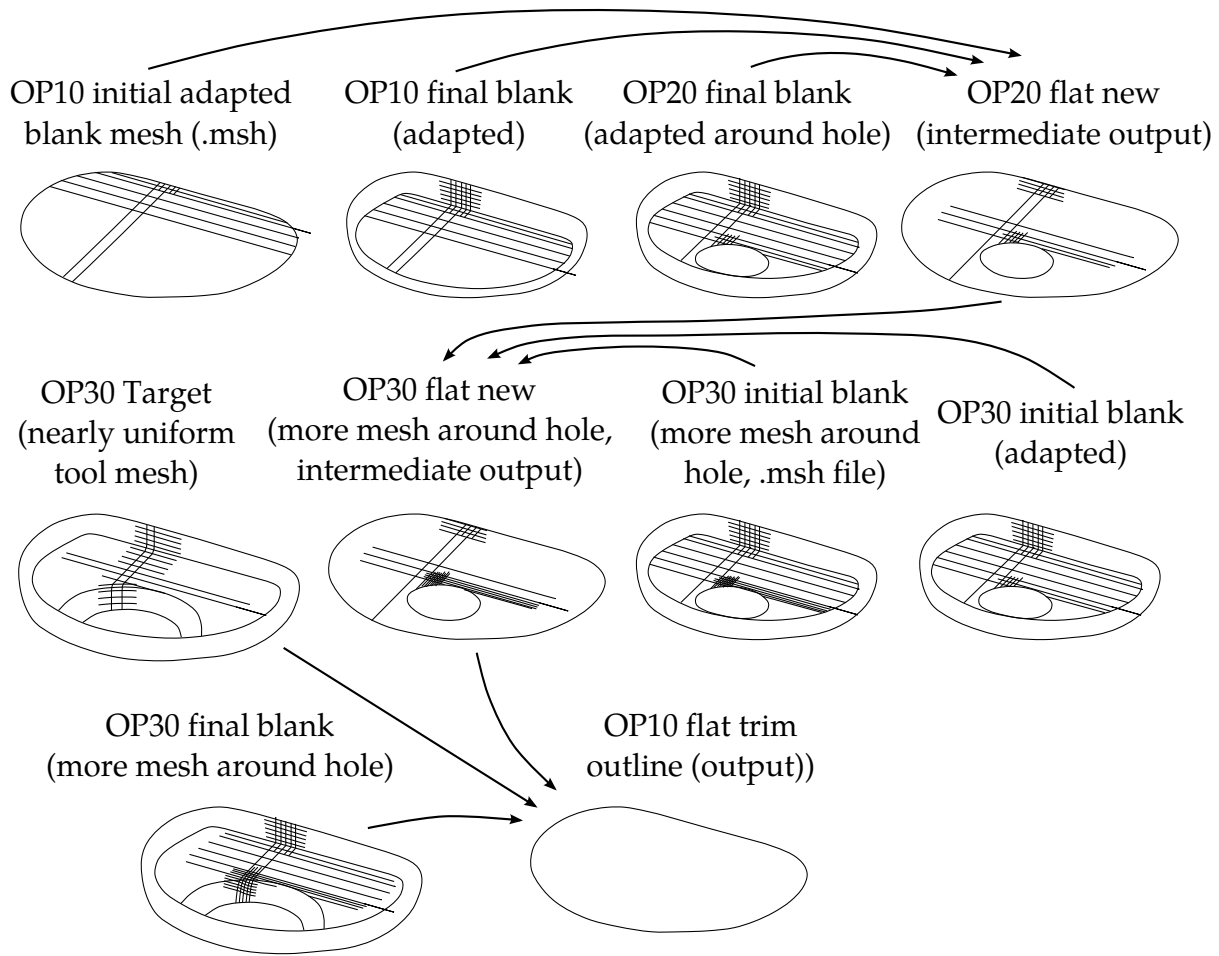 OP10 initial adapted
blank mesh (.msh)
OP10 final blank
(adapted)
OP20 final blank
(adapted around hole)
OP20 flat new
(intermediate output)
OP30 Target
(nearly uniform
tool mesh)
OP30 flat new
(more mesh around hole,
intermediate output)
OP30 initial blank
(more mesh around
hole, .msh file)
OP30 initial blank
(adapted)
OP30 final blank
(more mesh around hole)
OP10 flat trim
outline (output))